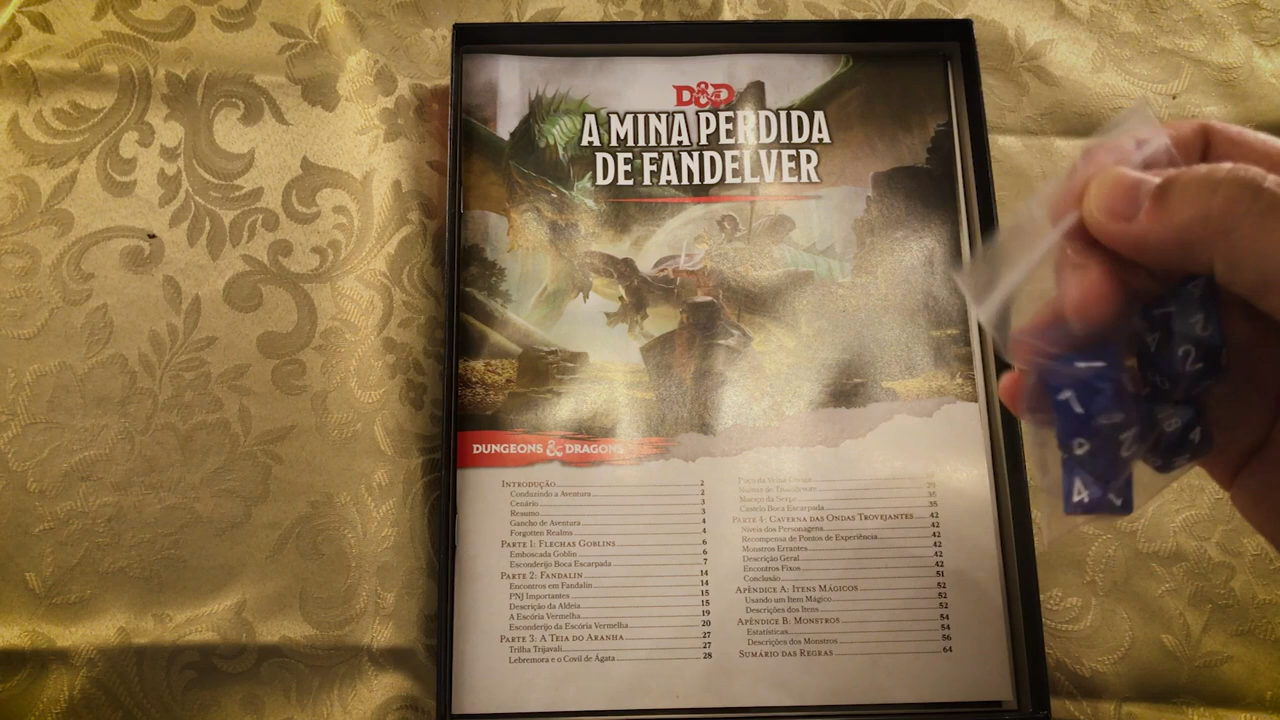 D&D
A MINA PERDIDA
DE FANDELVER
DUNGEONS & DRAGONS
INTRODUÇÃO 2
Conduzindo a Aventura 2
Cenário 3
Resumo 3
Gancho de Aventura 4
Forgotten Realms 4
PARTE 1: FLECHAS GOBLINS 6
Emboscada Goblin 6
Esconderijo Boca Escarpada 7
PARTE 2: FANDALIN 14
Encontros em Fandalin 14
PNJ Importantes 15
Descrição da Aldeia 15
A Escória Vermelha 19
Esconderijo da Escória Vermelha 20
PARTE 3: A TEIA DO ARANHA 27
Trilha Trijavali 27
Lebremora e o Covil de Ágata 28
Ruínas de Thundertree 29
Morro da Serpe 35
Castelo Boca Escarpada 35
PARTE 4: CAVERNA DAS ONDAS TROVEJANTES 42
Níveis dos Personagens 42
Recompensa de Pontos de Experiência 42
Monstros Errantes 42
Descrição Geral 42
Encontros Fixos 42
Conclusão 51
APÊNDICE A: ITENS MÁGICOS 52
Usando um Item Mágico 52
Descrições dos Itens 52
APÊNDICE B: MONSTROS 54
Estatísticas 54
Descrições dos Monstros 56
SUMÁRIO DAS REGRAS 64